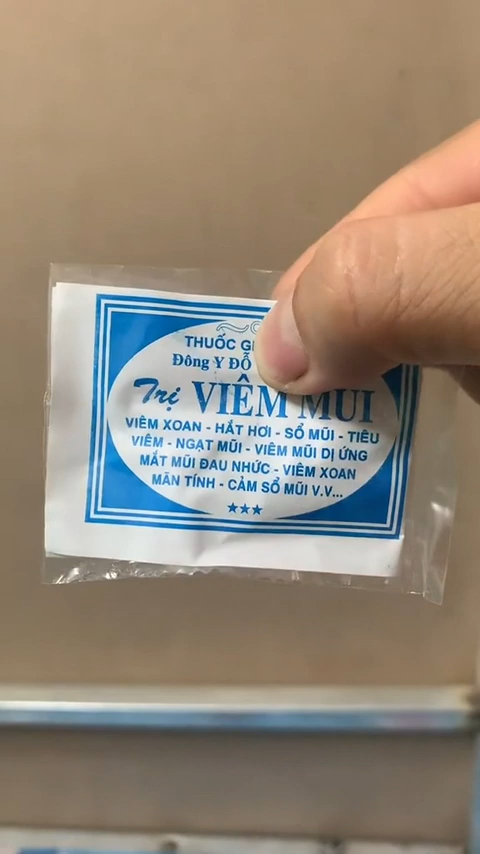 THUỐC
Đông Y ĐỖ
Trị VIÊM MŨI
VIÊM XOAN - HẮT HƠI - SỔ MŨI - TIÊU
VIÊM - NGẠT MŨI - VIÊM MŨI DỊ ỨNG
MẮT MŨI ĐAU NHỨC - VIÊM XOAN
MÃN TÍNH - CẢM SỔ MŨI V.V...